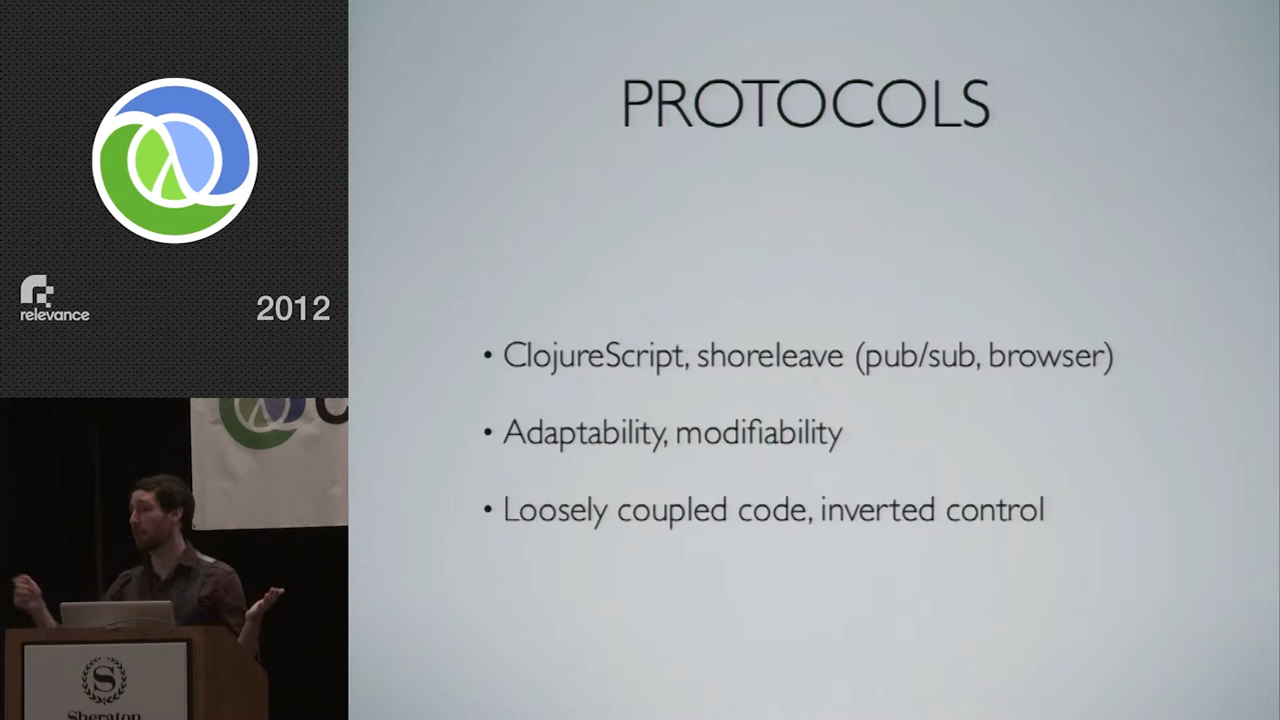 PROTOCOLS
• ClojureScript, shoreleave (pub/sub, browser)
• Adaptability, modifiability
• Loosely coupled code, inverted control
relevance
2012
C
S
Sheraton